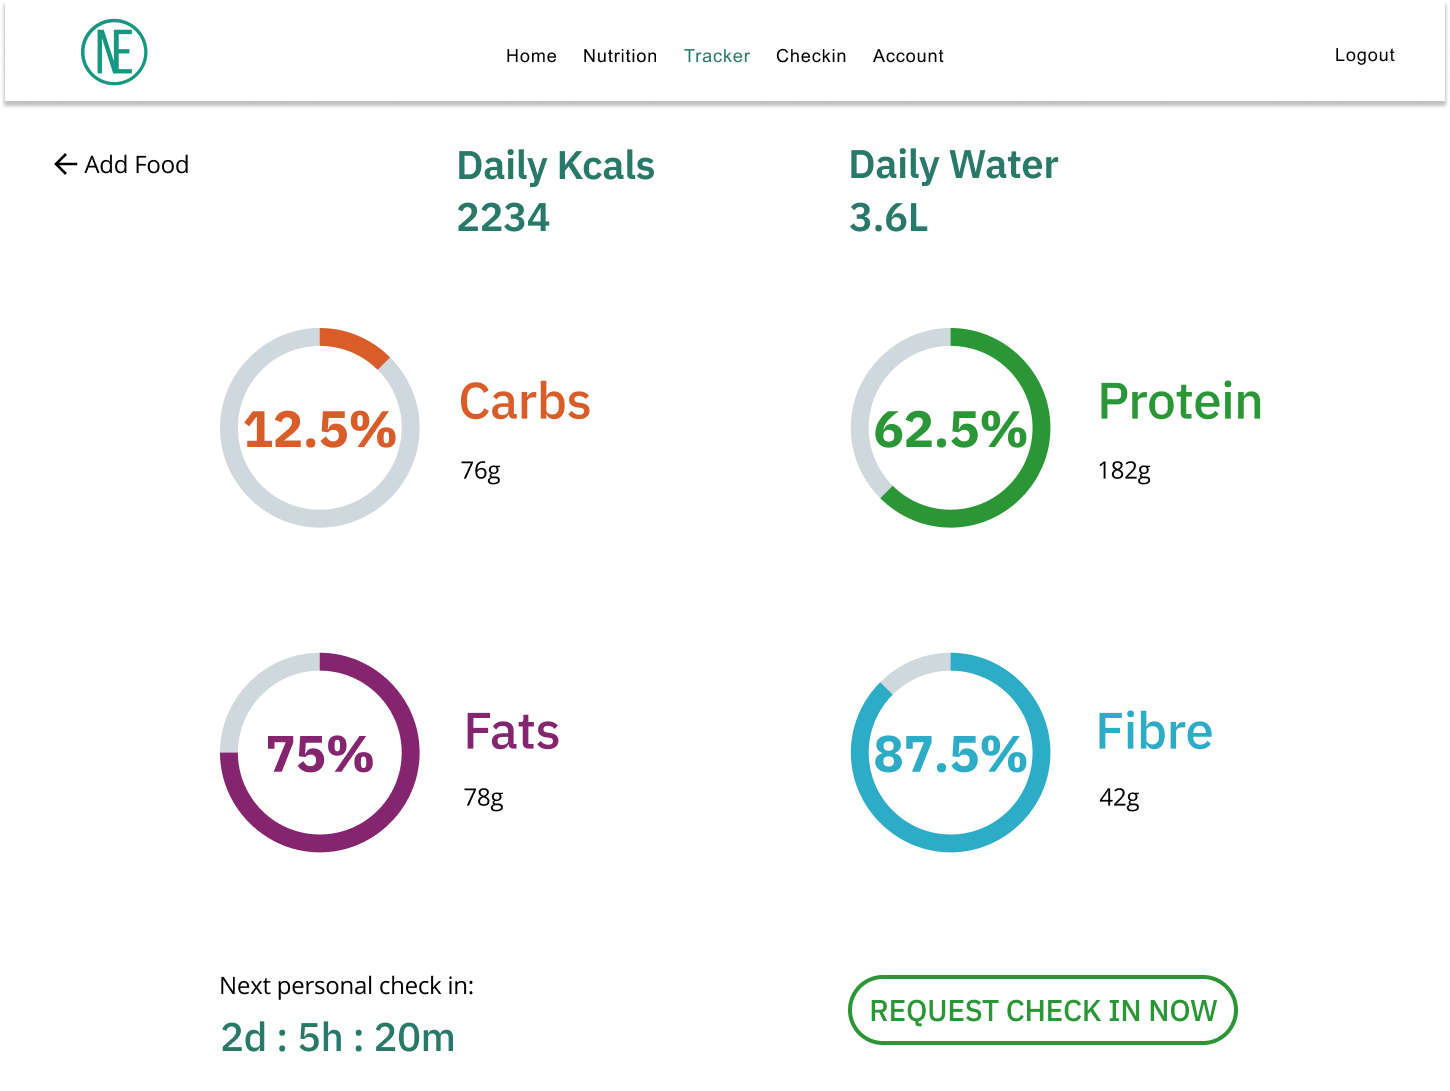 NE
Home Nutrition Tracker Checkin Account Logout
← Add Food
Daily Kcals
2234
Daily Water
3.6L
12.5%
Carbs
76g
62.5%
Protein
182g
75%
Fats
78g
87.5%
Fibre
42g
Next personal check in:
2d : 5h : 20m
REQUEST CHECK IN NOW